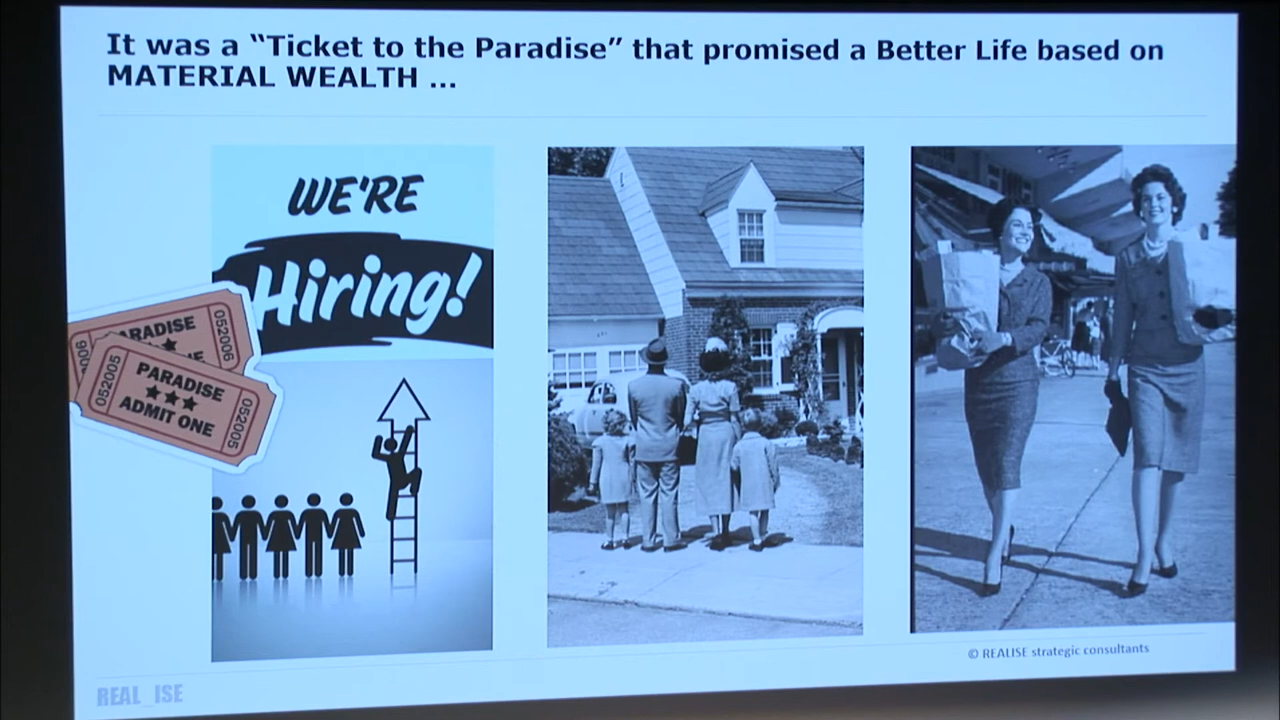 It was a “Ticket to the Paradise” that promised a Better Life based on
MATERIAL WEALTH ...
WE'RE
Hiring!
ARADISE
052006
PARADISE
ADMIT ONE
052005
052005
© REALISE strategic consultants
REAL_ISE